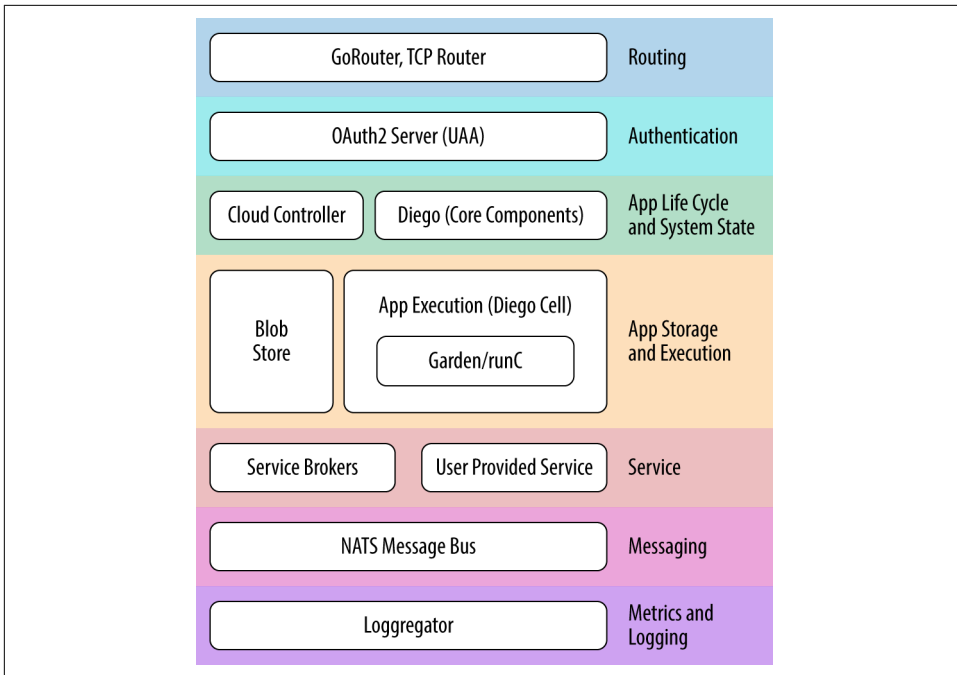 GoRouter, TCP Router
Routing
OAuth2 Server (UAA)
Authentication
Cloud Controller
Diego (Core Components)
App Life Cycle
and System State
Blob
Store
App Execution (Diego Cell)
Garden/runC
App Storage
and Execution
Service Brokers
User Provided Service
Service
NATS Message Bus
Messaging
Loggregator
Metrics and
Logging